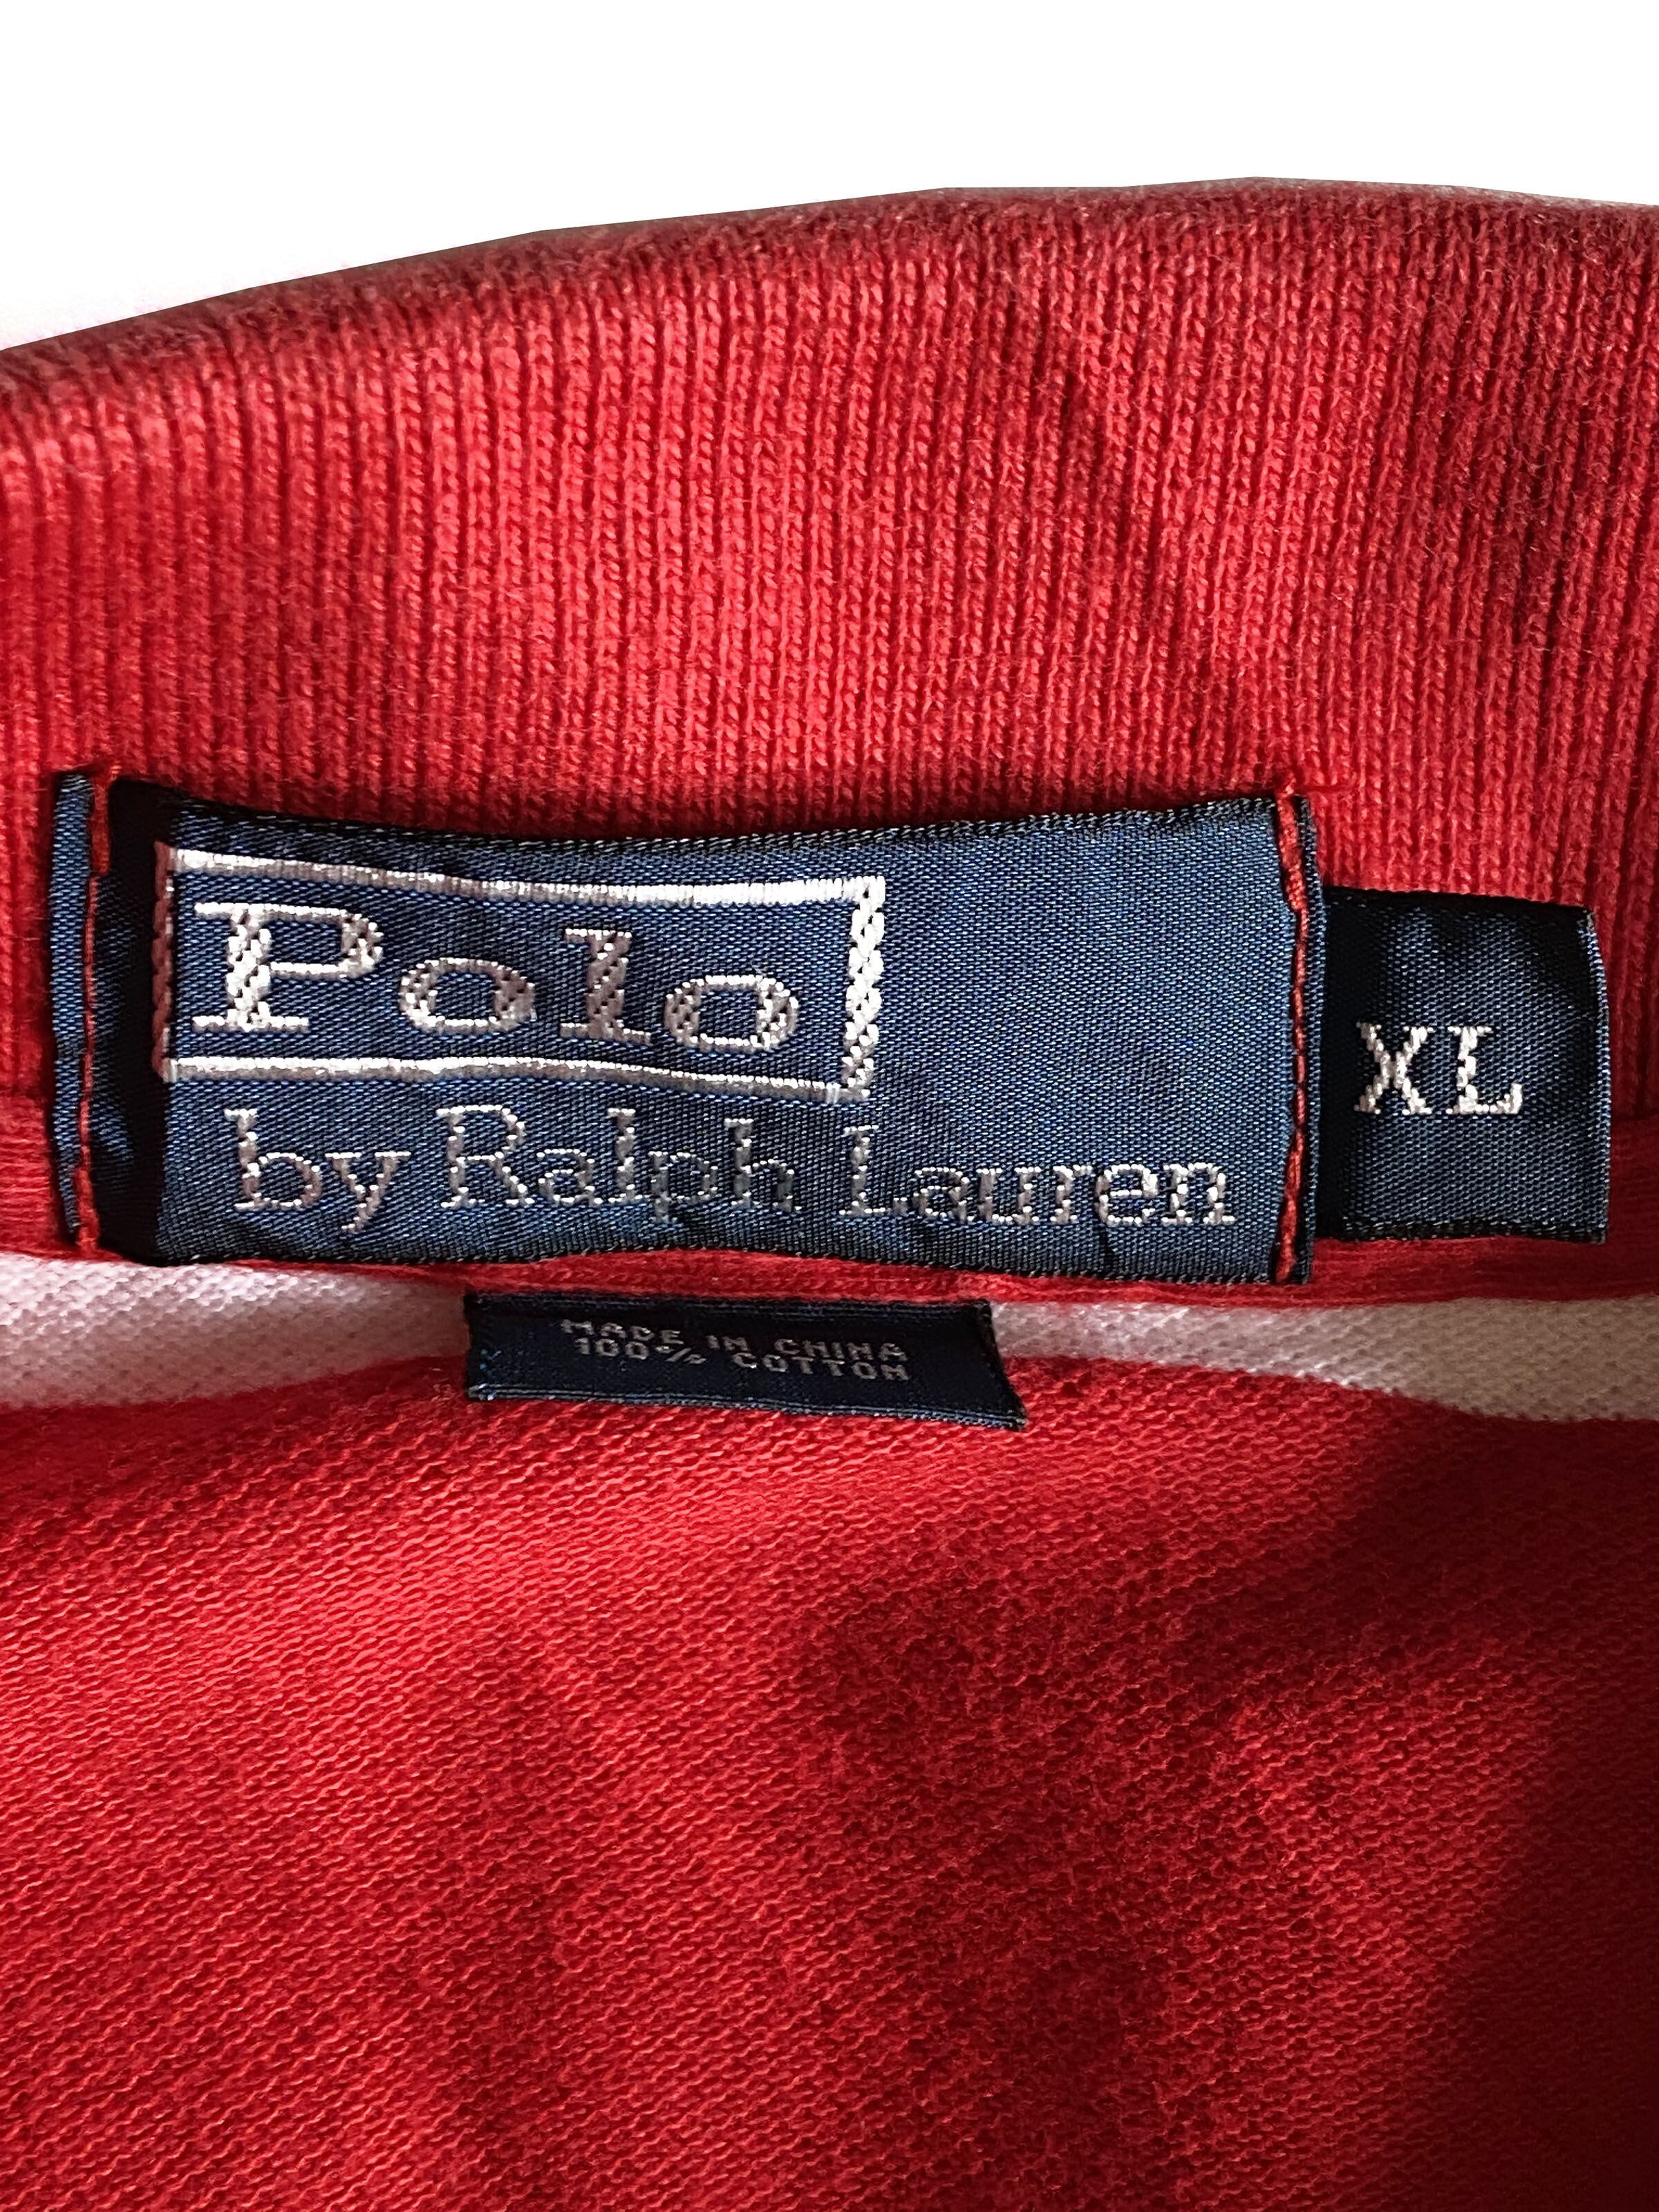 Polo
by Ralph Lauren
XL
MADE IN CHINA
100% COTTON